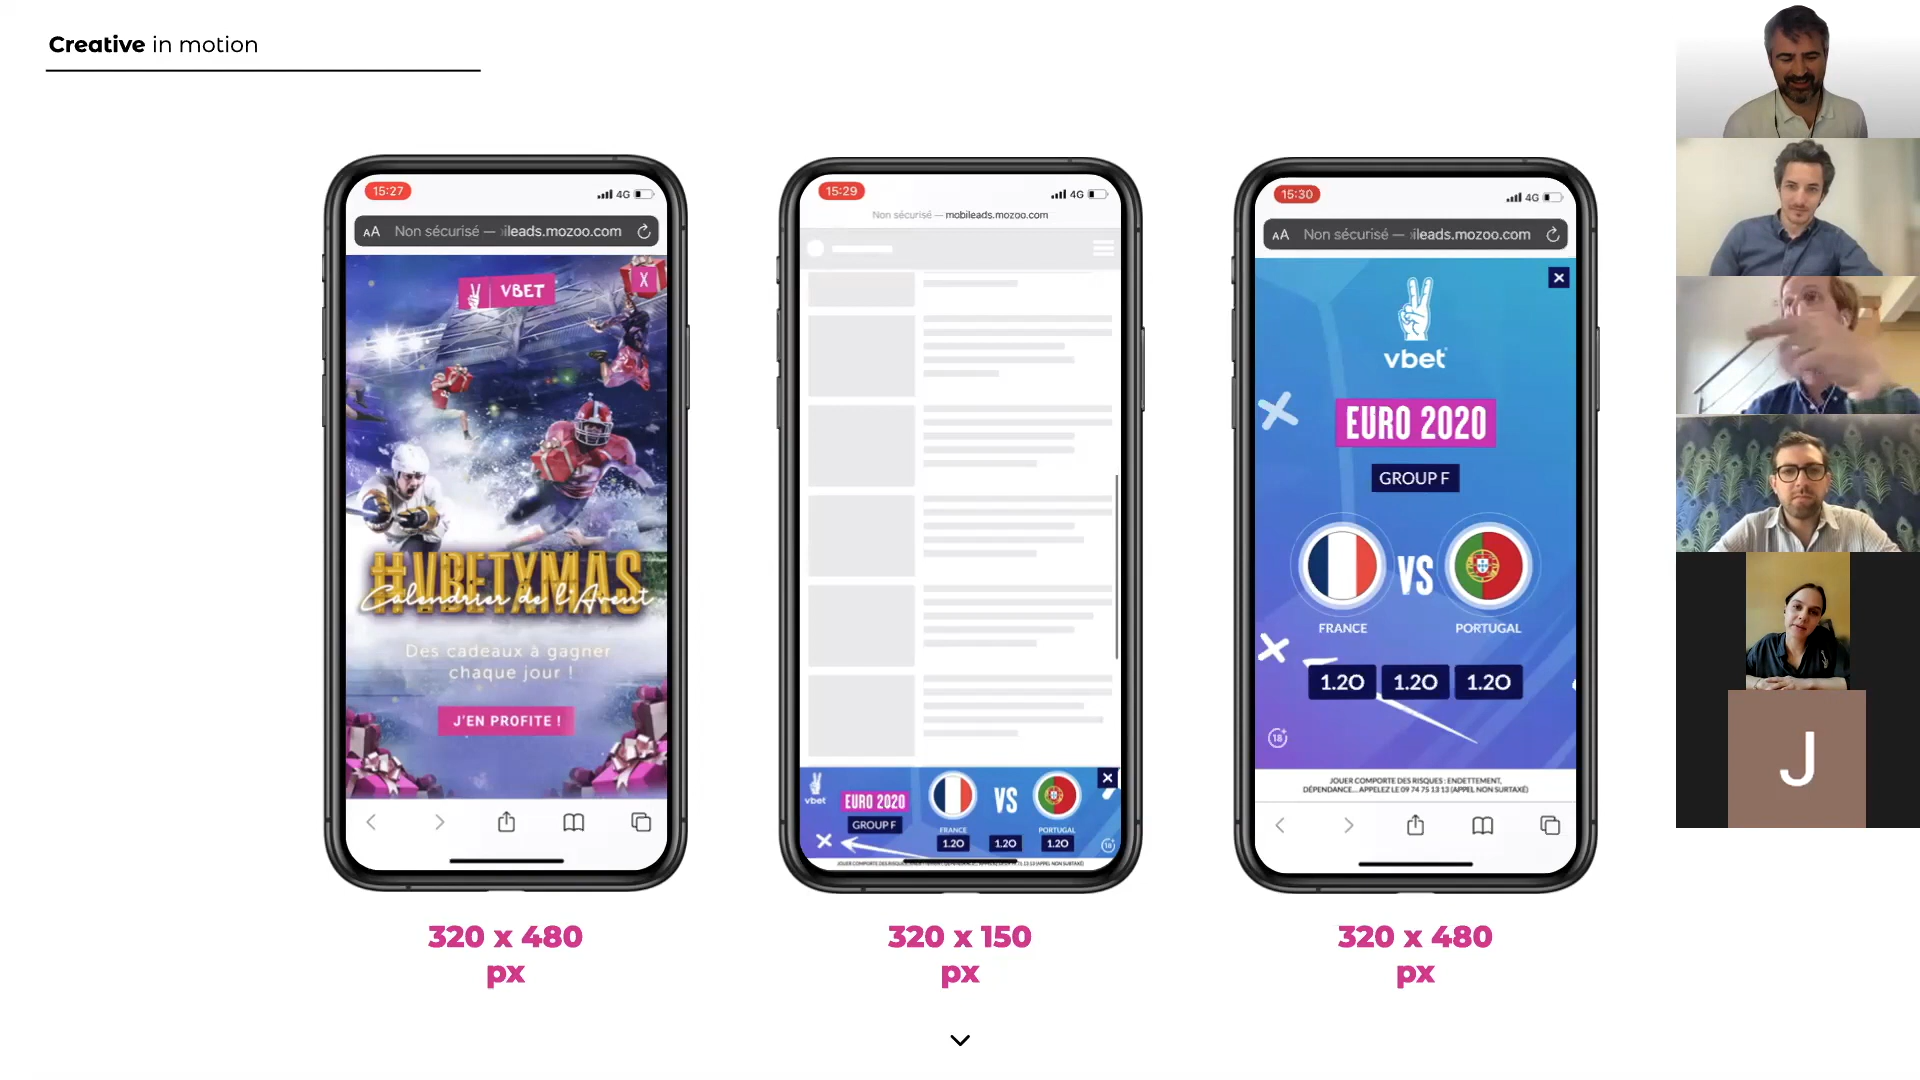 Creative in motion
15:27
4G
AA Non sécurisé — ileads.mozoo.com
VBET
X
#VBETXMAS
Calendrier de l'Avent
Des cadeaux à gagner
chaque jour !
J'EN PROFITE !
320 x 480
px
15:29
4G
Non sécurisé — mobileads.mozoo.com
vbet
EURO 2020
GROUP F
VS
FRANCE
PORTUGAL
1.20 1.20 1.20
18
320 x 150
px
15:30
4G
AA Non sécurisé — ileads.mozoo.com
vbet
EURO 2020
GROUP F
VS
FRANCE
PORTUGAL
1.20 1.20 1.20
18+
JOUER COMPORTE DES RISQUES : ENDETTEMENT,
DÉPENDANCE... APPELEZ LE 09 74 75 13 13 (APPEL NON SURTAXÉ)
320 x 480
px
J